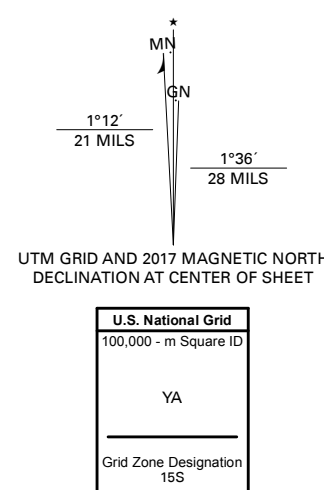 ★
MN
GN
1°12´
21 MILS
1°36´
28 MILS
UTM GRID AND 2017 MAGNETIC NORTH
DECLINATION AT CENTER OF SHEET
U.S. National Grid
100,000 - m Square ID
YA
Grid Zone Designation
15S